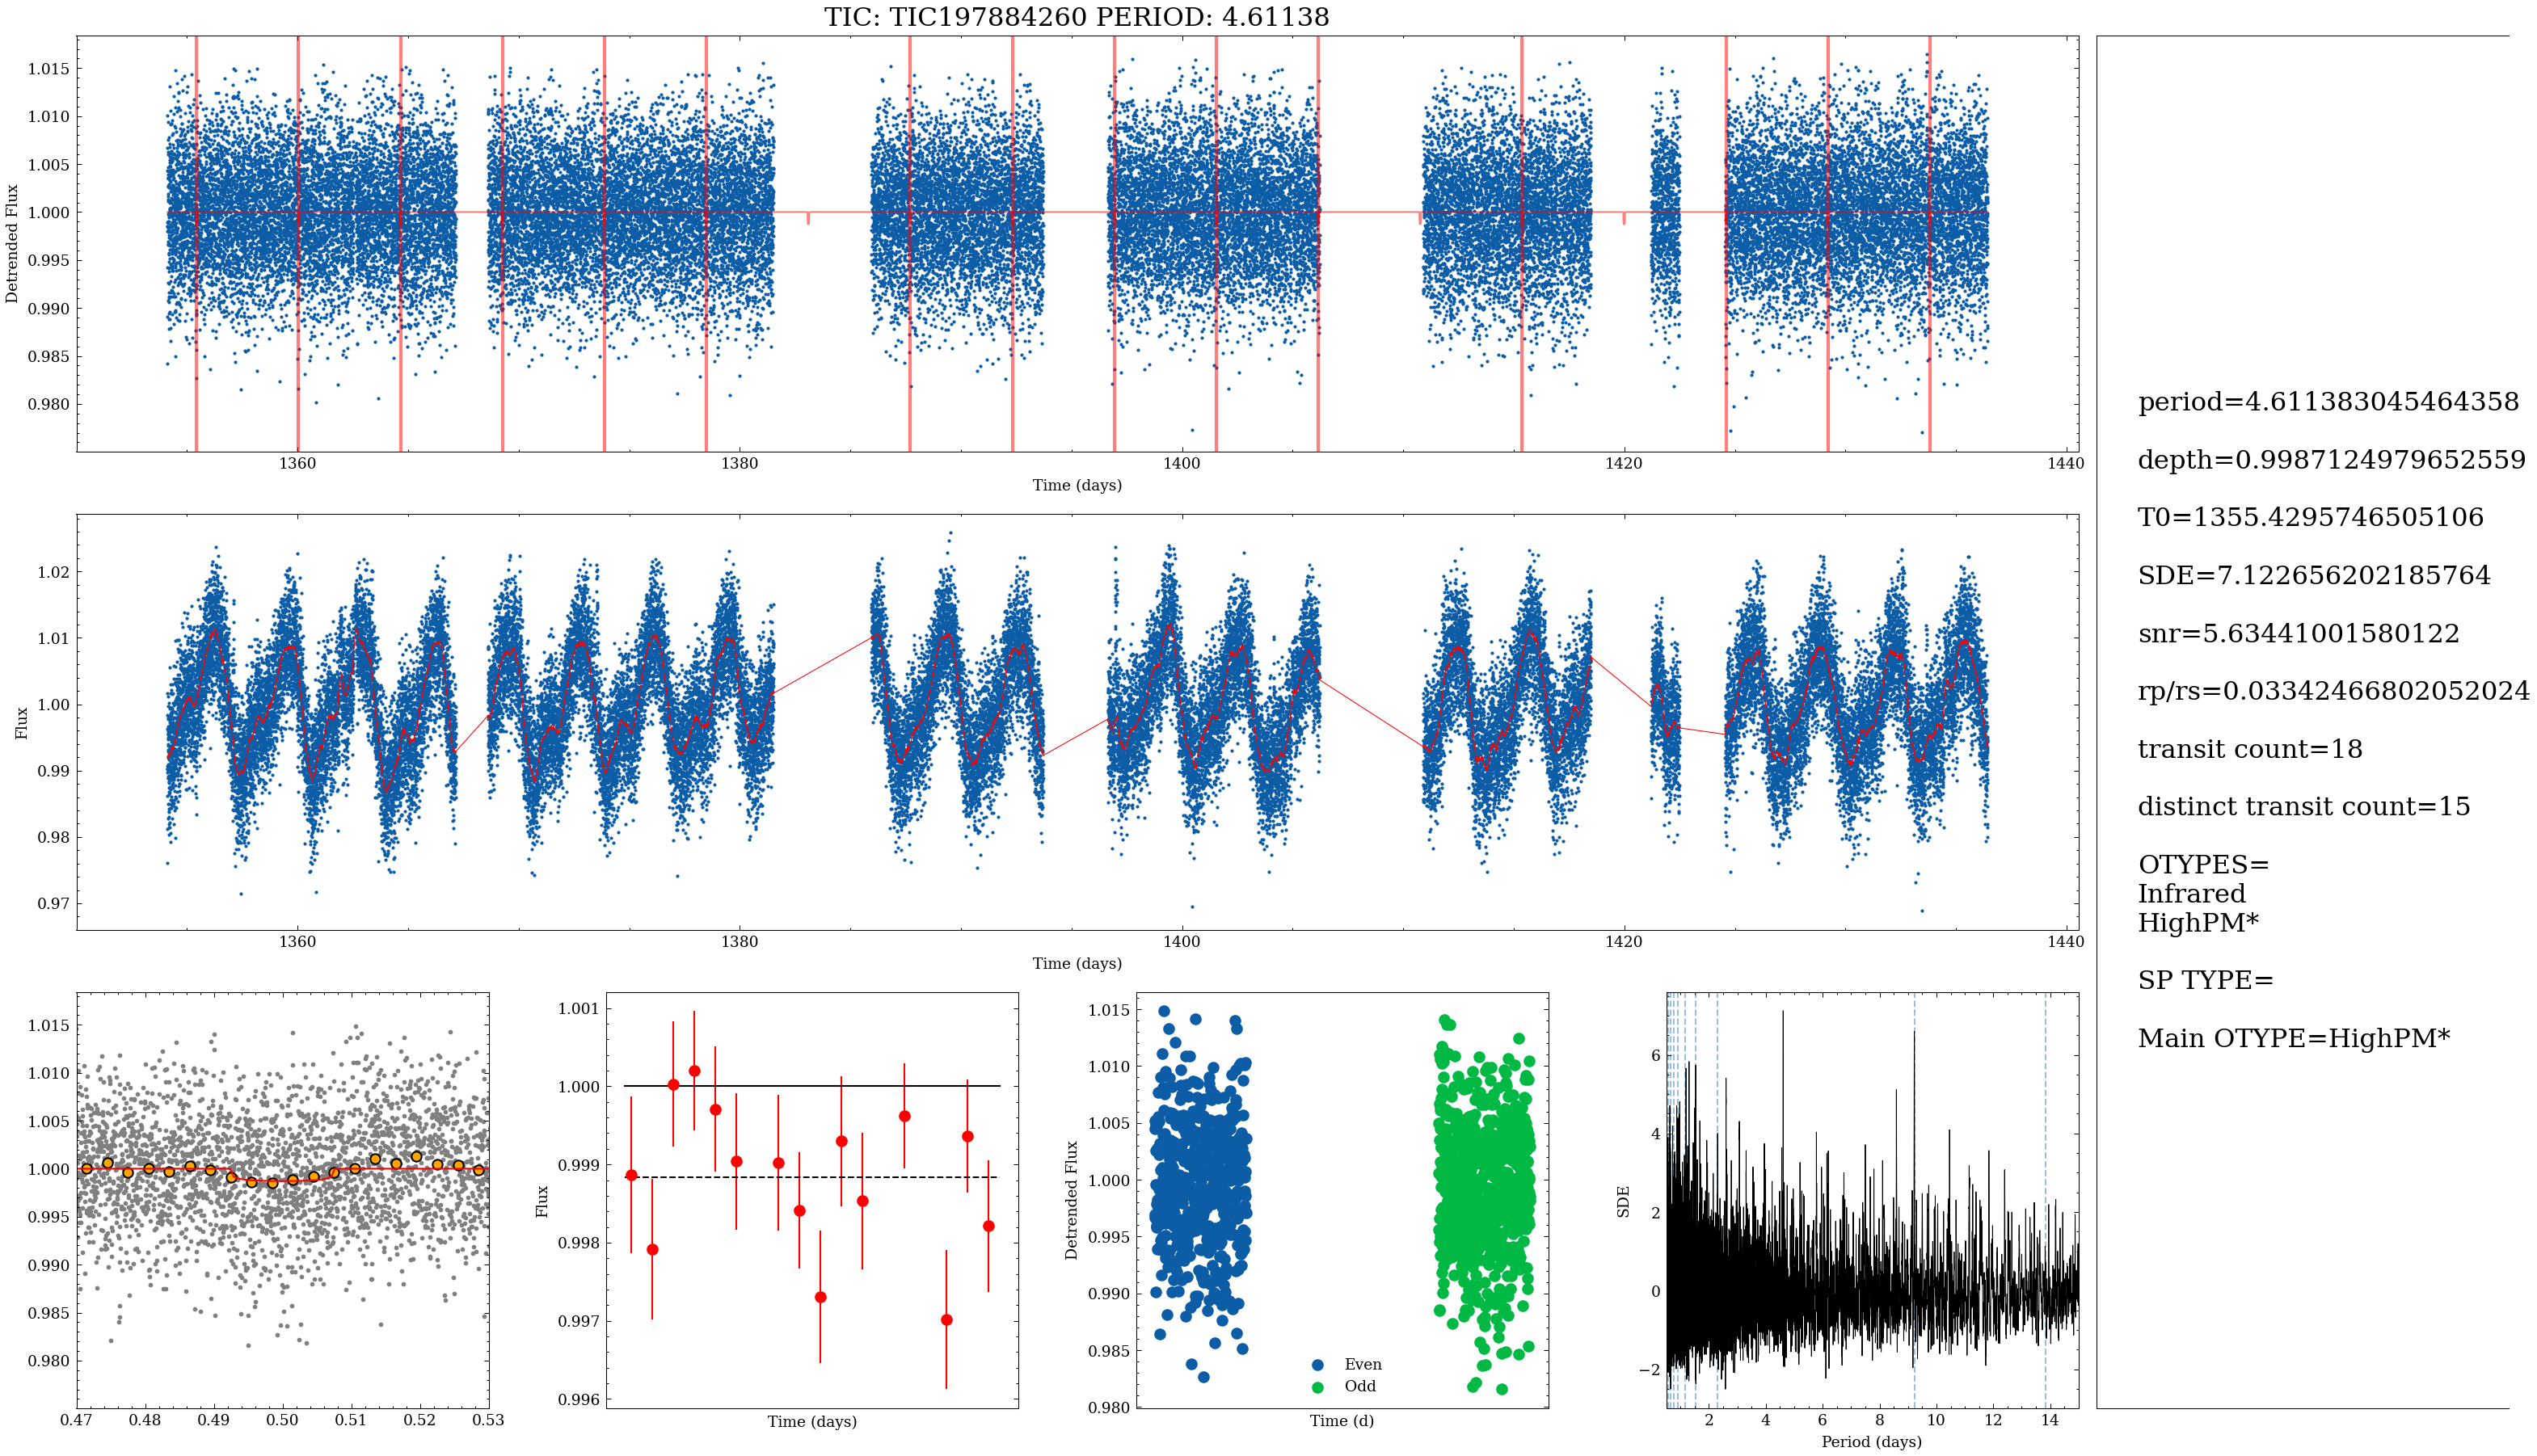 TIC: TIC197884260 PERIOD: 4.61138
Detrended Flux
1.015
1.010
1.005
1.000
0.995
0.990
0.985
0.980
1360 1380 1400 1420 1440
Time (days)
Flux
1.02
1.01
1.00
0.99
0.98
0.97
1360 1380 1400 1420 1440
Time (days)
1.015
1.010
1.005
1.000
0.995
0.990
0.985
0.980
0.47 0.48 0.49 0.50 0.51 0.52 0.53
Flux
1.001
1.000
0.999
0.998
0.997
0.996
Time (days)
Detrended Flux
1.015
1.010
1.005
1.000
0.995
0.990
0.985
0.980
Even
Odd
Time (d)
SDE
6
4
2
0
−2
2 4 6 8 10 12 14
Period (days)
period=4.611383045464358
depth=0.9987124979652559
T0=1355.4295746505106
SDE=7.122656202185764
snr=5.63441001580122
rp/rs=0.03342466802052024
transit count=18
distinct transit count=15
OTYPES=
Infrared
HighPM*
SP TYPE=
Main OTYPE=HighPM*